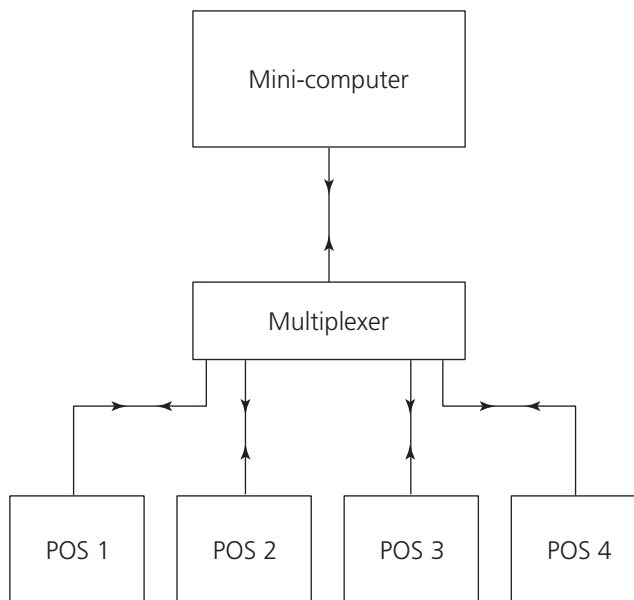 Mini-computer
Multiplexer
POS 1
POS 2
POS 3
POS 4